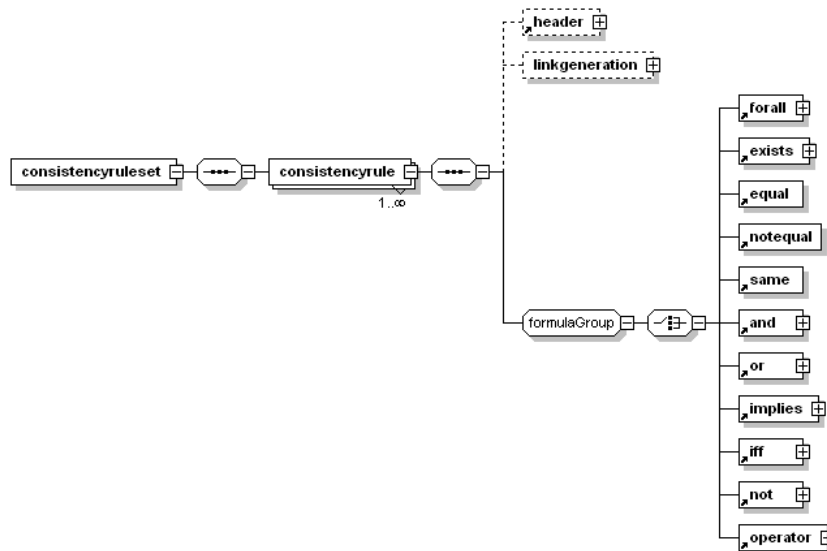 header
linkgeneration
forall
exists
consistencyruleset
consistencyrule
1..∞
equal
notequal
same
formulaGroup
and
or
implies
iff
not
operator